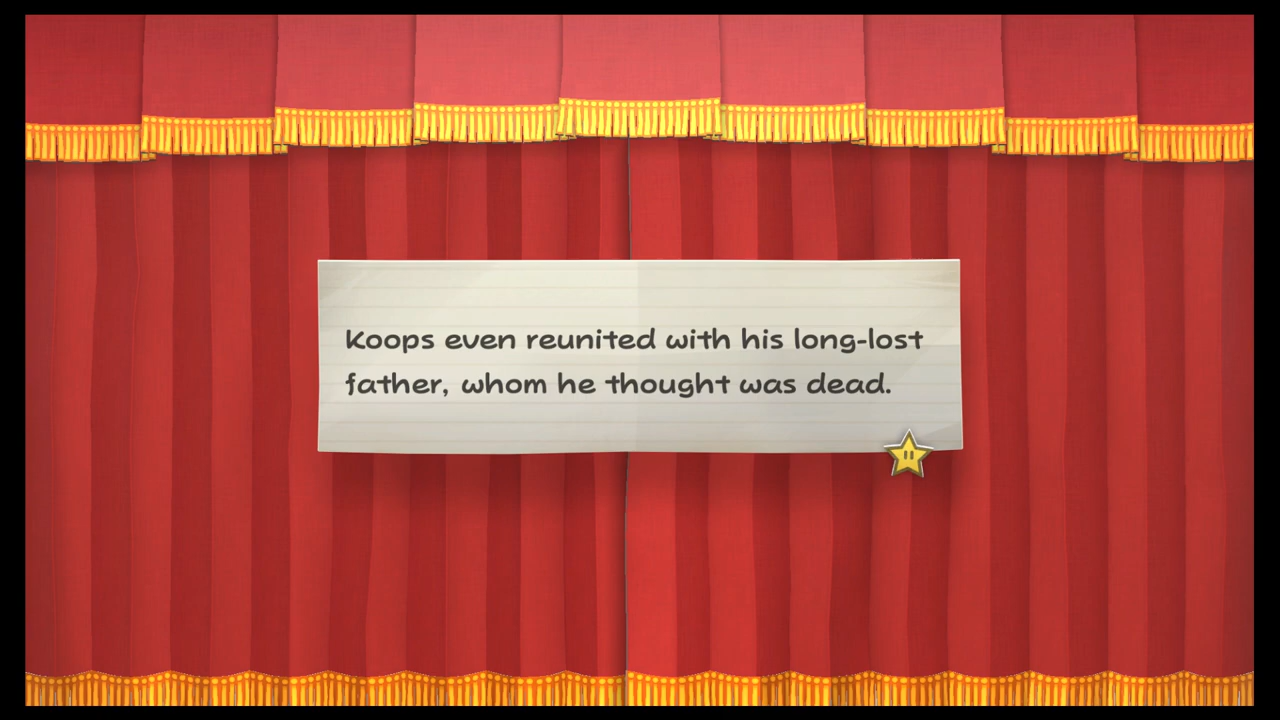 Koops even reunited with his long-lost
father, whom he thought was dead.